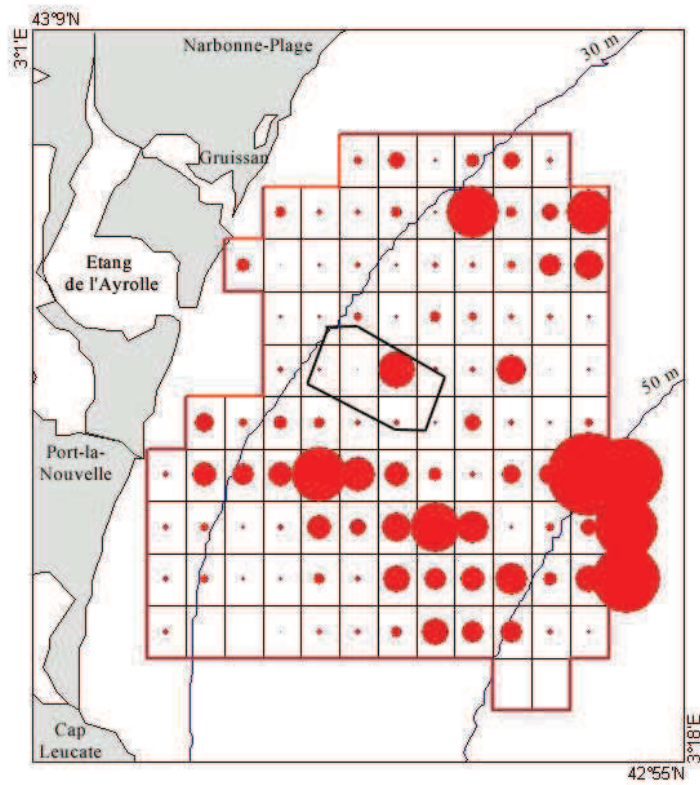 43°9'N
3°1'E
Narbonne-Plage
30 m
Gruissan
Etang
de l'Ayrolle
50 m
Port-la-
Nouvelle
Cap
Leucate
3°18'E
42°55'N